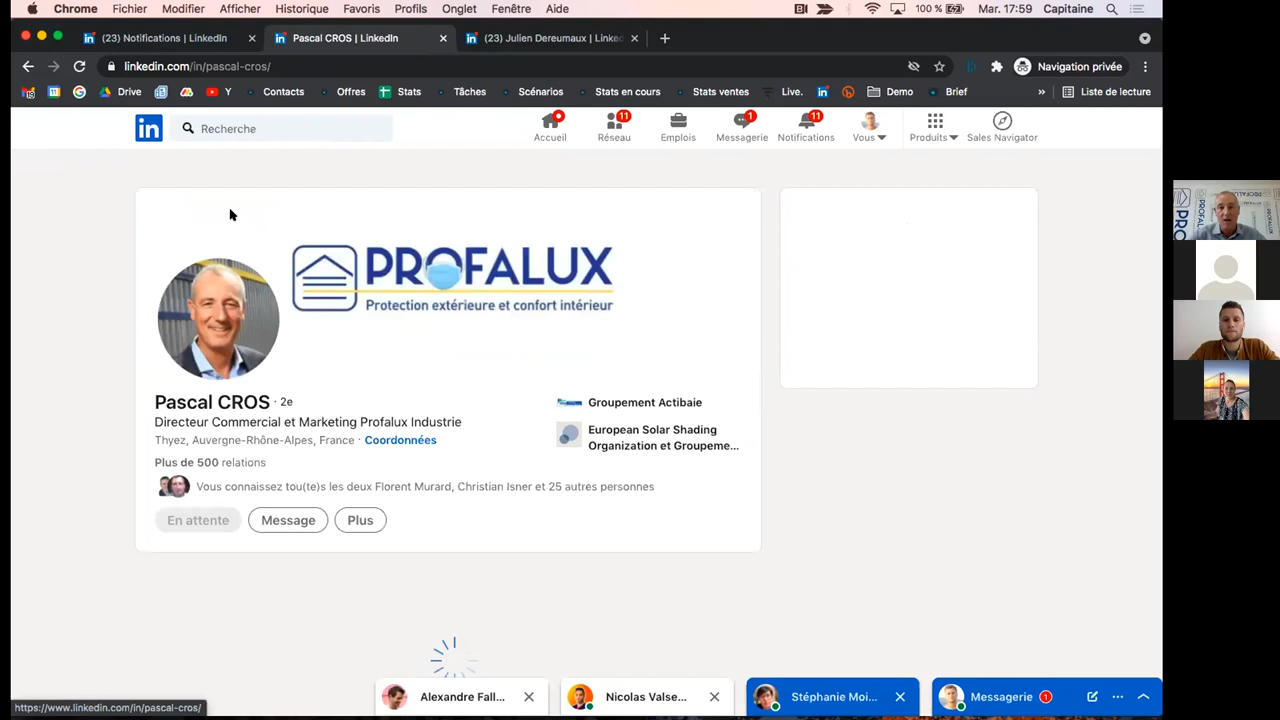 Chrome Fichier Modifier Afficher Historique Favoris Profils Onglet Fenêtre Aide 100 % Mar. 17:59 Capitaine
(23) Notifications | LinkedIn Pascal CROS | LinkedIn (23) Julien Dereumaux | Linke
linkedin.com/in/pascal-cros/ Navigation privée
Drive Y Contacts Offres Stats Tâches Scénarios Stats en cours Stats ventes Live. Demo Brief » Liste de lecture
in Recherche
11 1 11
Accueil Réseau Emplois Messagerie Notifications Vous Produits Sales Navigator
PROFALUX
Protection extérieure et confort intérieur
Pascal CROS · 2e
Directeur Commercial et Marketing Profalux Industrie
Thyez, Auvergne-Rhône-Alpes, France · Coordonnées
Plus de 500 relations
Vous connaissez tou(te)s les deux Florent Murard, Christian Isner et 25 autres personnes
En attente Message Plus
Groupement Actibaie
European Solar Shading
Organization et Groupeme...
Alexandre Fall... Nicolas Valse... Stéphanie Moi... Messagerie 1
https://www.linkedin.com/in/pascal-cros/
PROFALUX